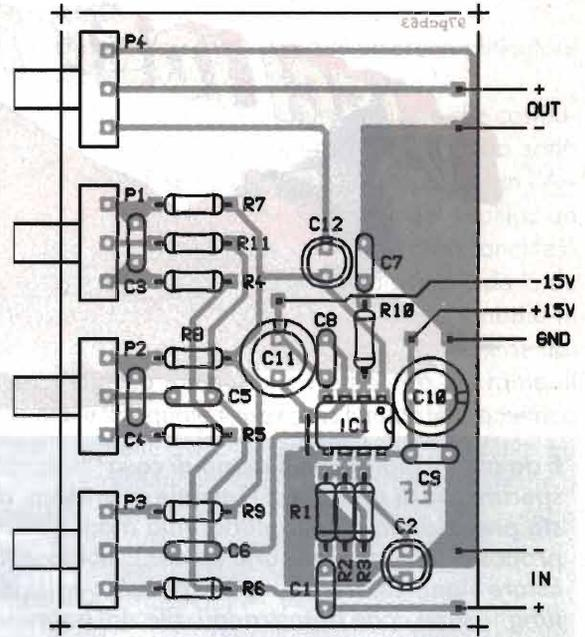 97pcb63
P4
+
OUT
-
P1
R7
R11
C3
R4
C12
C7
-15V
+15V
GND
R10
C8
P2
R8
C11
C5
C10
C4
R5
IC1
C9
P3
R9
R1
C2
C6
R2
R3
R6
C1
-
IN
+